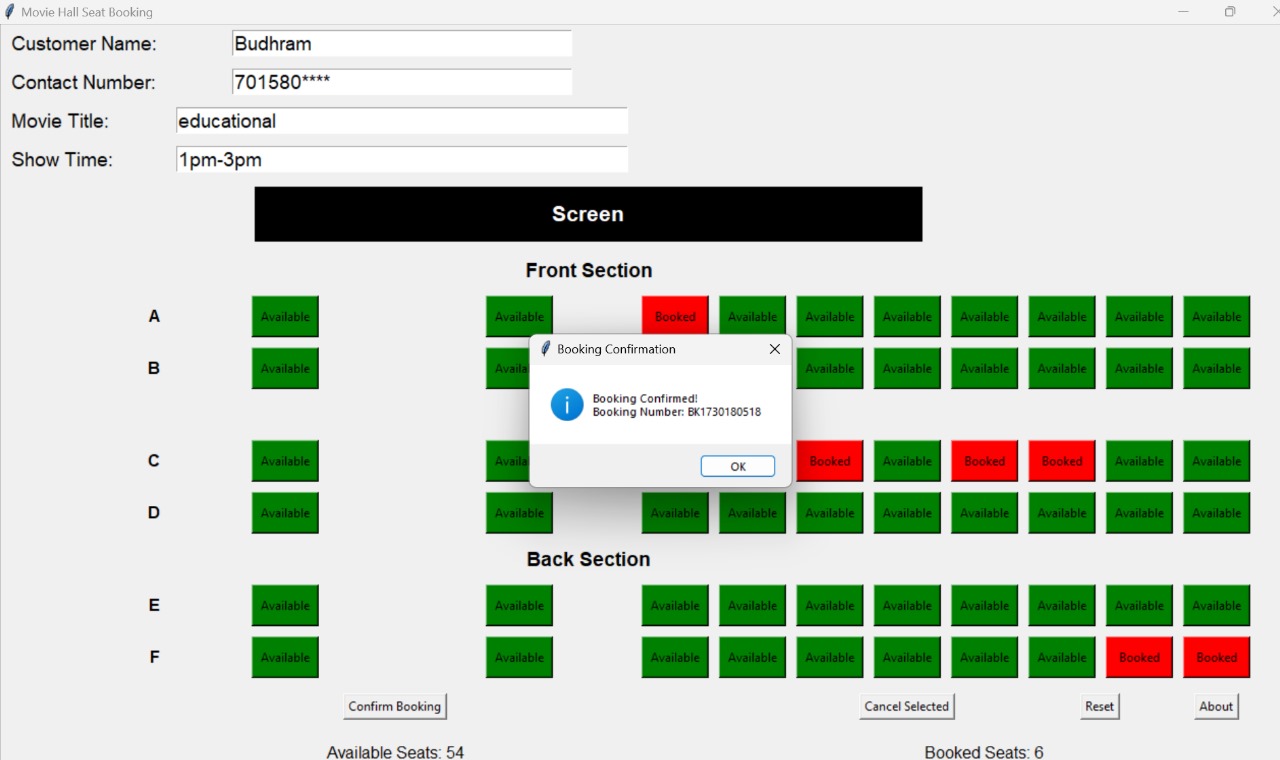 Movie Hall Seat Booking
Customer Name: Budhram
Contact Number: 701580****
Movie Title: educational
Show Time: 1pm-3pm
Screen
Front Section
A Available Available Booked Available Available Available Available Available Available Available
Booking Confirmation
B Available Available Available Available Available Available Available
Booking Confirmed!
Booking Number: BK1730180518
C Available Booked Available Booked Booked Available Available
OK
D Available Available Available Available Available Available Available Available Available Available
Back Section
E Available Available Available Available Available Available Available Available Available Available
F Available Available Available Available Available Available Available Available Booked Booked
Confirm Booking Cancel Selected Reset About
Available Seats: 54 Booked Seats: 6